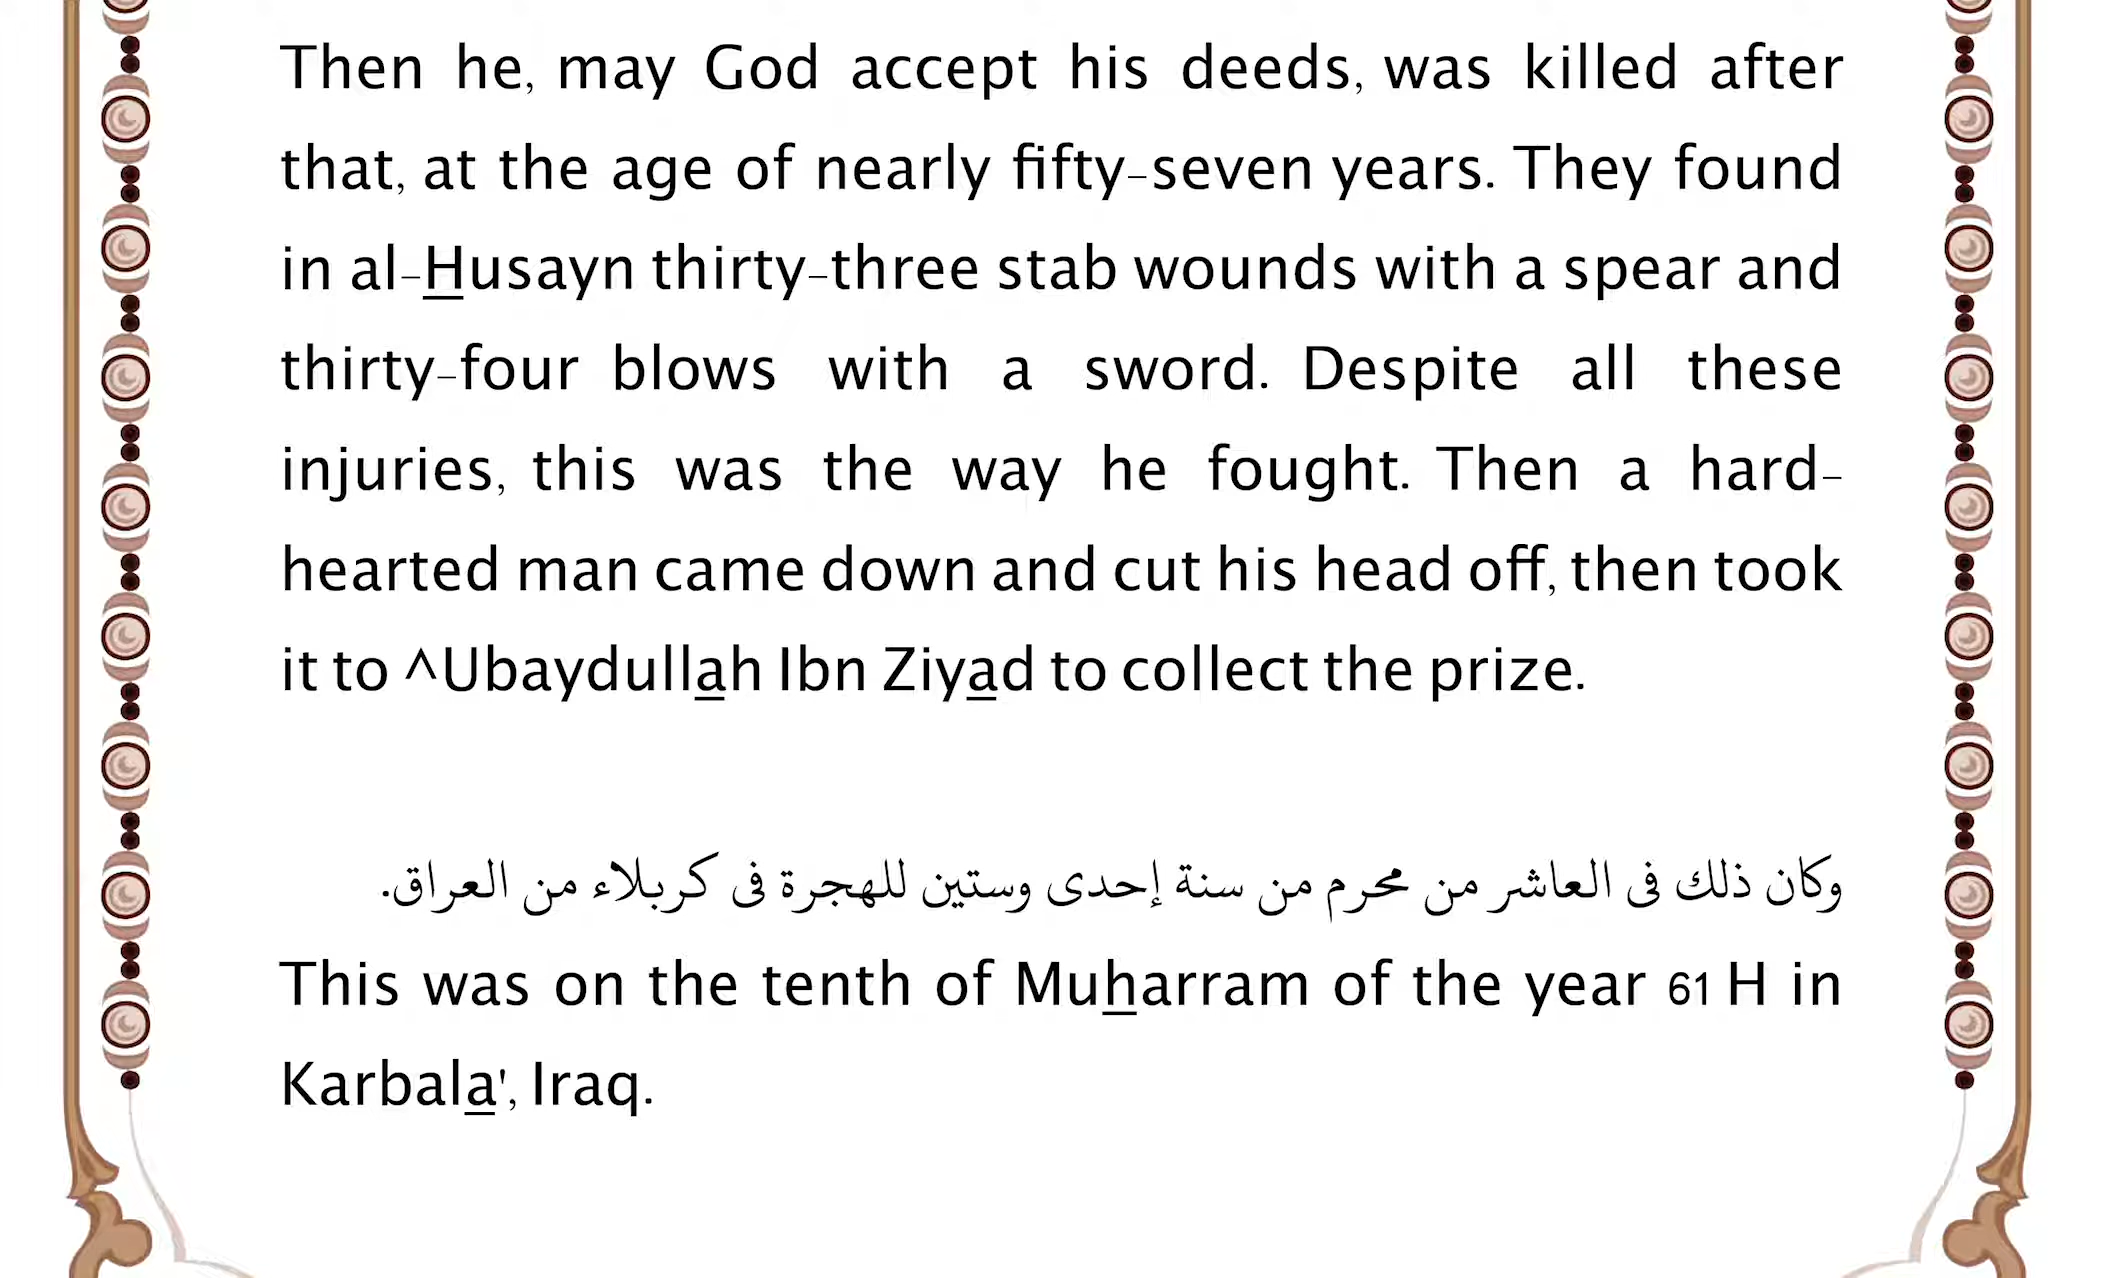 Then he, may God accept his deeds, was killed after
that, at the age of nearly fifty-seven years. They found
in al-Husayn thirty-three stab wounds with a spear and
thirty-four blows with a sword. Despite all these
injuries, this was the way he fought. Then a hard-
hearted man came down and cut his head off, then took
it to ^Ubaydullah Ibn Ziyad to collect the prize.
وكان ذلك فى العاشر من محرم من سنة إحدى وستين للهجرة فى كربلاء من العراق.
This was on the tenth of Muharram of the year 61 H in
Karbala', Iraq.